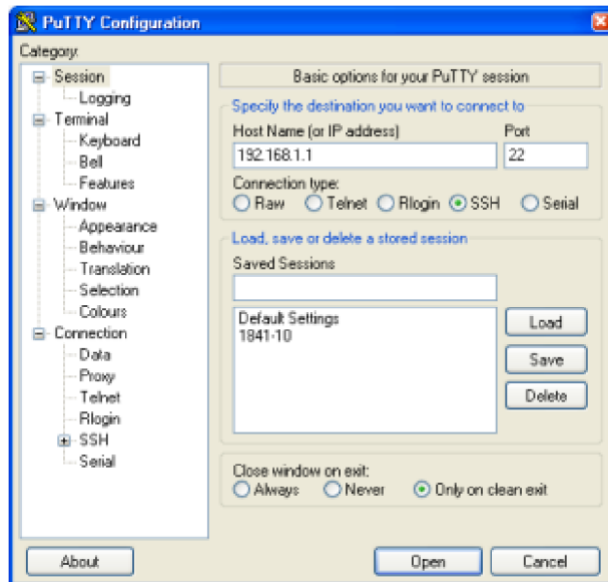 PuTTY Configuration
Category:
Session
Logging
Terminal
Keyboard
Bell
Features
Window
Appearance
Behaviour
Translation
Selection
Colours
Connection
Data
Proxy
Telnet
Rlogin
SSH
Serial
Basic options for your PuTTY session
Specify the destination you want to connect to
Host Name (or IP address) Port
192.168.1.1 22
Connection type:
Raw Telnet Rlogin SSH Serial
Load, save or delete a stored session
Saved Sessions
Default Settings
1841-10
Load
Save
Delete
Close window on exit:
Always Never Only on clean exit
About Open Cancel